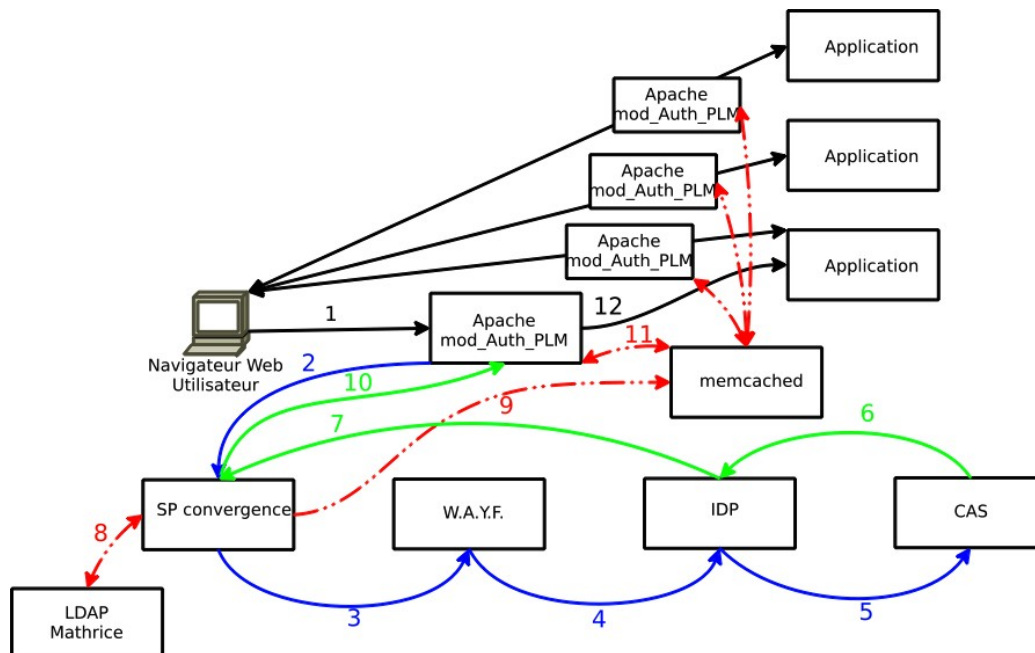 Application
Apache
mod_Auth_PLM
Application
Apache
mod_Auth_PLM
Application
Apache
mod_Auth_PLM
1
12
Apache
mod_Auth_PLM
11
Navigateur Web
Utilisateur
2
10
9
memcached
7
6
SP convergence
W.A.Y.F.
IDP
CAS
8
3
4
5
LDAP
Mathrice